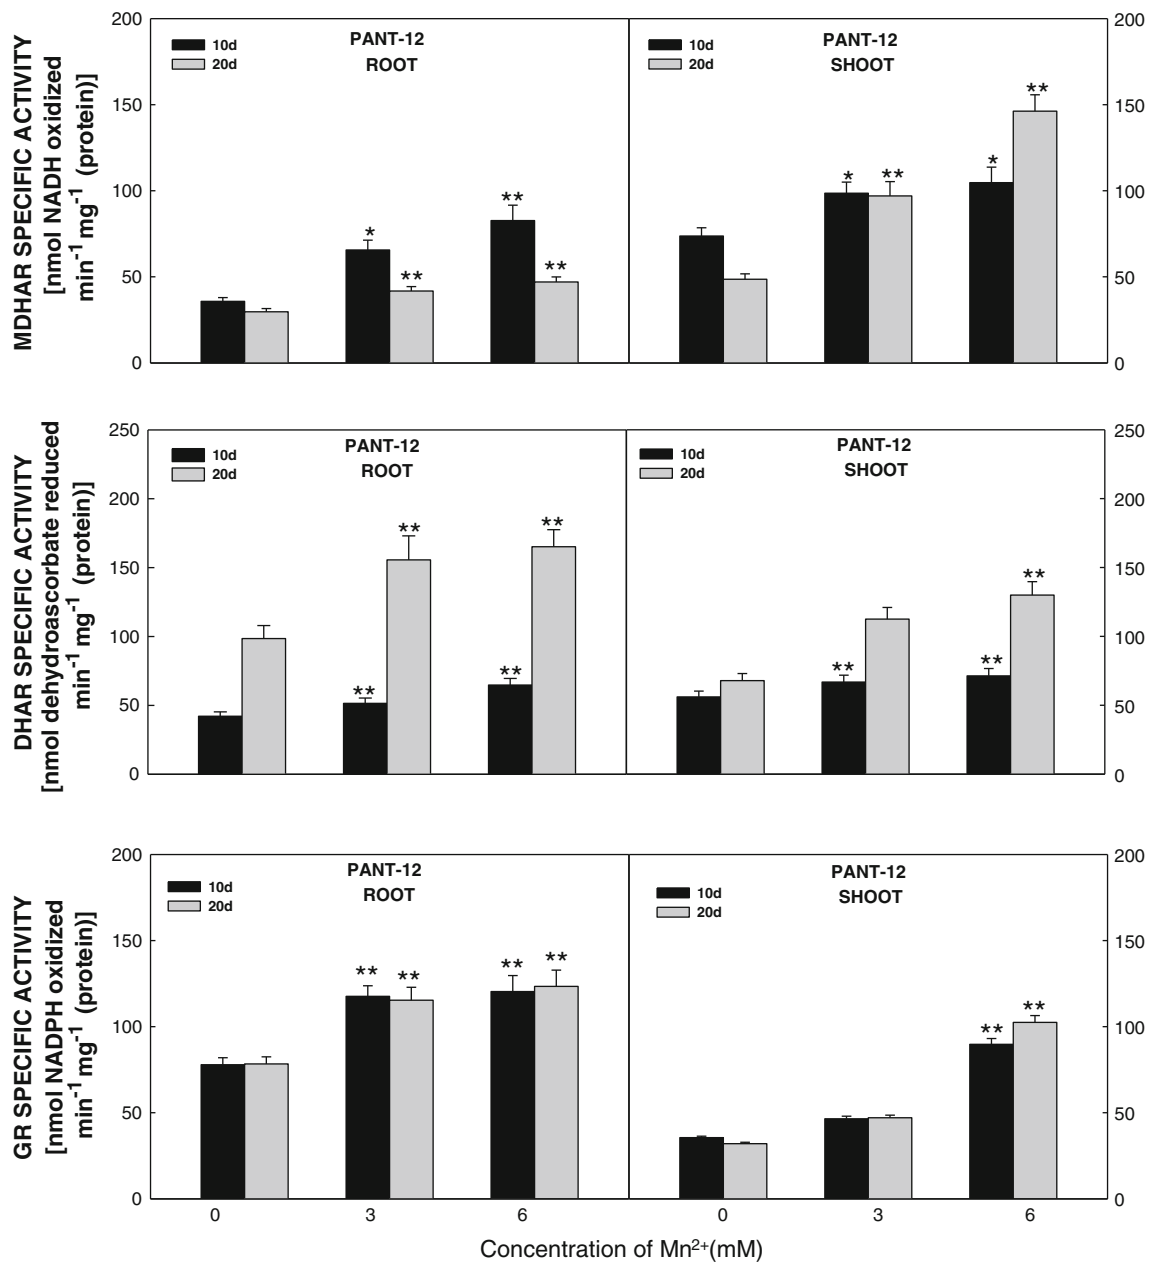 MDHAR SPECIFIC ACTIVITY
[nmol NADH oxidized
min⁻¹ mg⁻¹ (protein)]
200
150
100
50
0
10d
20d
PANT-12
ROOT
*
**
**
**
10d
20d
PANT-12
SHOOT
*
**
*
**
200
150
100
50
0
DHAR SPECIFIC ACTIVITY
[nmol dehydroascorbate reduced
min⁻¹ mg⁻¹ (protein)]
250
200
150
100
50
0
10d
20d
PANT-12
ROOT
**
**
**
**
10d
20d
PANT-12
SHOOT
**
**
**
250
200
150
100
50
0
GR SPECIFIC ACTIVITY
[nmol NADPH oxidized
min⁻¹ mg⁻¹ (protein)]
200
150
100
50
0
10d
20d
PANT-12
ROOT
**
**
**
**
10d
20d
PANT-12
SHOOT
**
**
200
150
100
50
0
0 3 6 0 3 6
Concentration of Mn²⁺(mM)